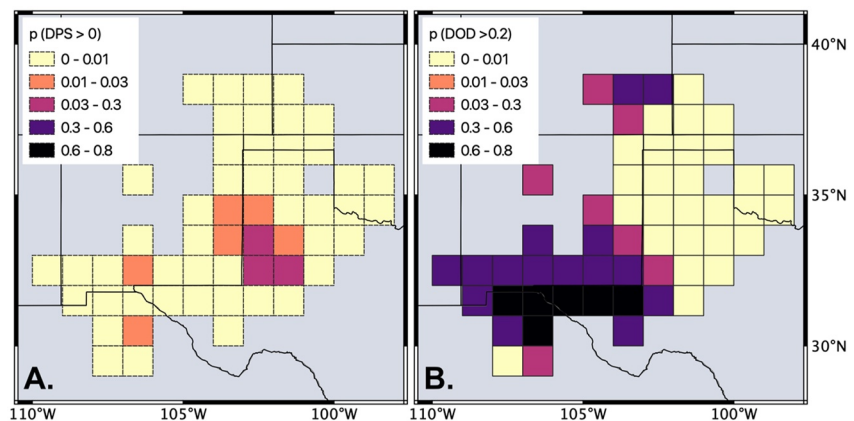 p (DPS > 0)
0 - 0.01
0.01 - 0.03
0.03 - 0.3
0.3 - 0.6
0.6 - 0.8
A.
110°W 105°W 100°W
p (DOD >0.2)
0 - 0.01
0.01 - 0.03
0.03 - 0.3
0.3 - 0.6
0.6 - 0.8
B.
40°N
35°N
30°N
110°W 105°W 100°W